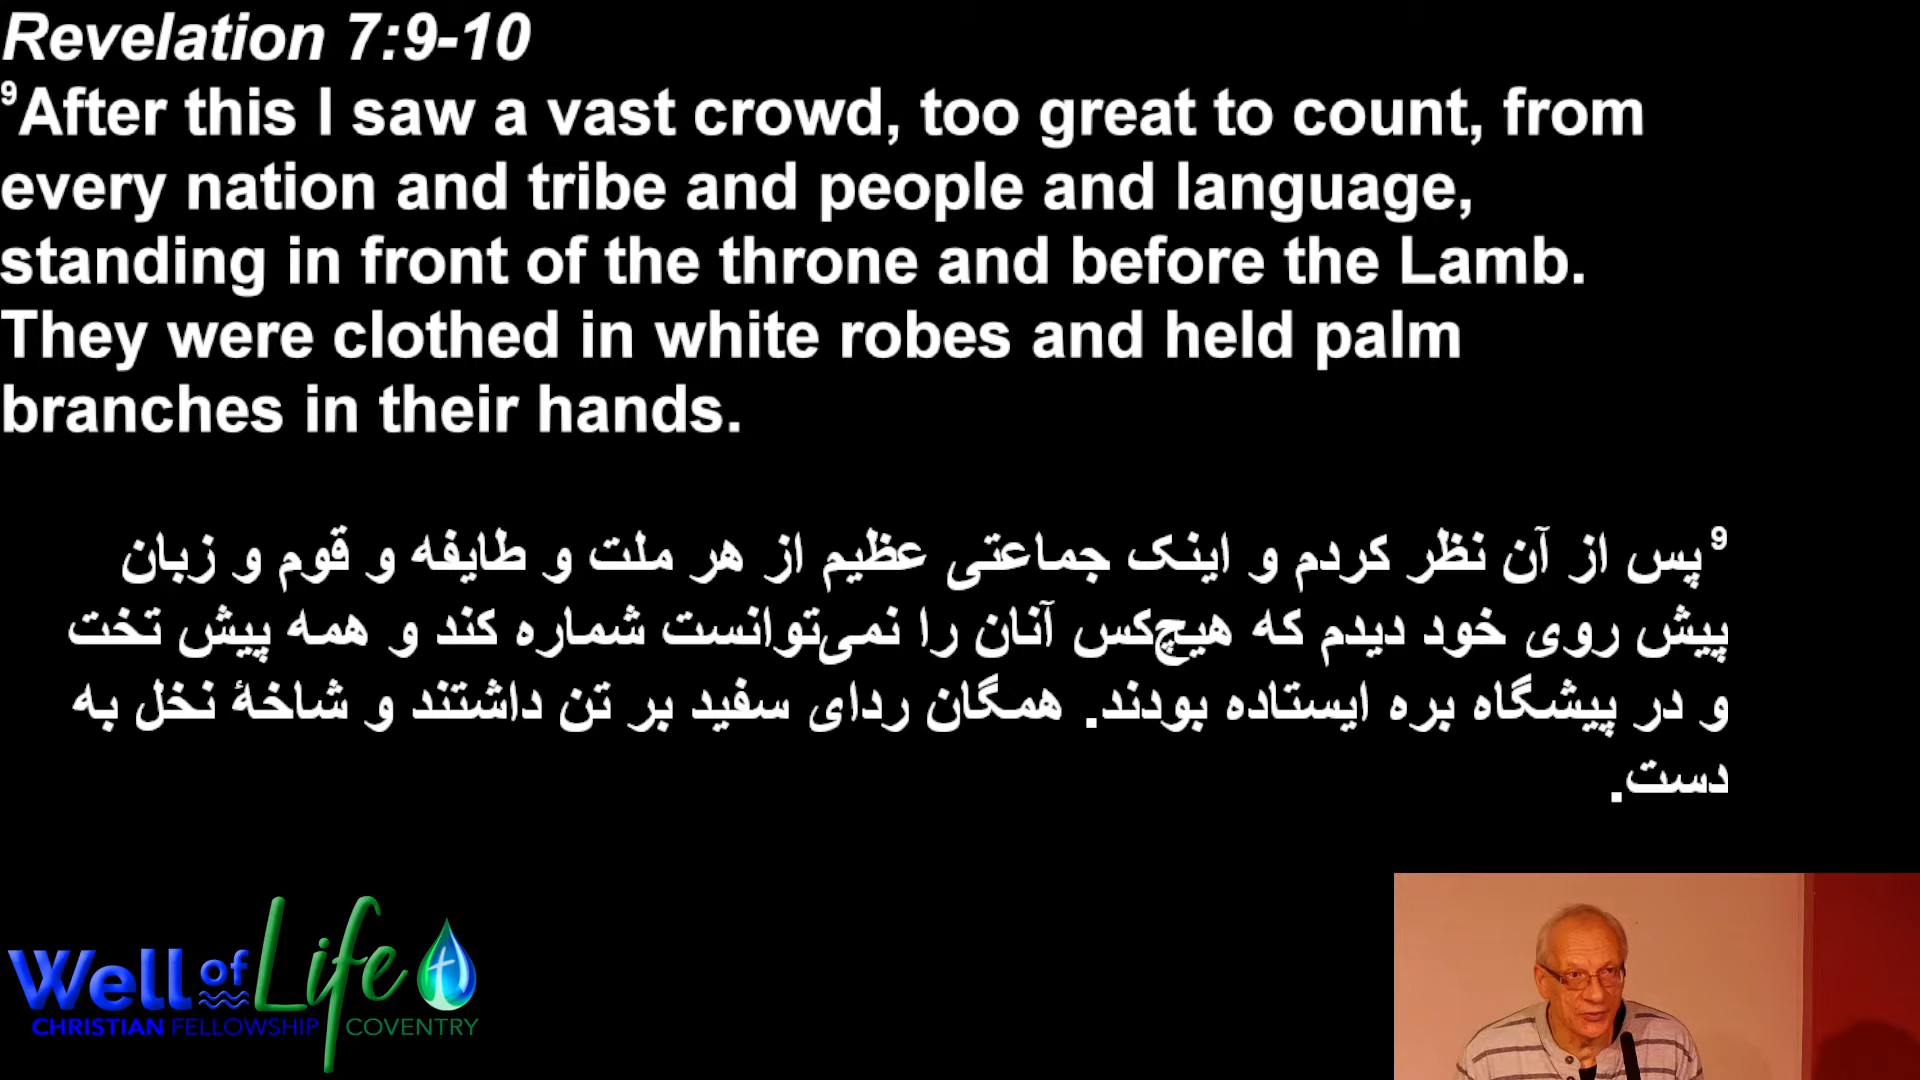 Revelation 7:9-10
⁹After this I saw a vast crowd, too great to count, from
every nation and tribe and people and language,
standing in front of the throne and before the Lamb.
They were clothed in white robes and held palm
branches in their hands.
⁹ پس از آن نظر کردم و اینک جماعتی عظیم از هر ملت و طایفه و قوم و زبان
پیش روی خود دیدم که هیچ‌کس آنان را نمی‌توانست شماره کند و همه پیش تخت
و در پیشگاه بره ایستاده بودند. همگان ردای سفید بر تن داشتند و شاخهٔ نخل به
دست.
Well of Life
CHRISTIAN FELLOWSHIP COVENTRY